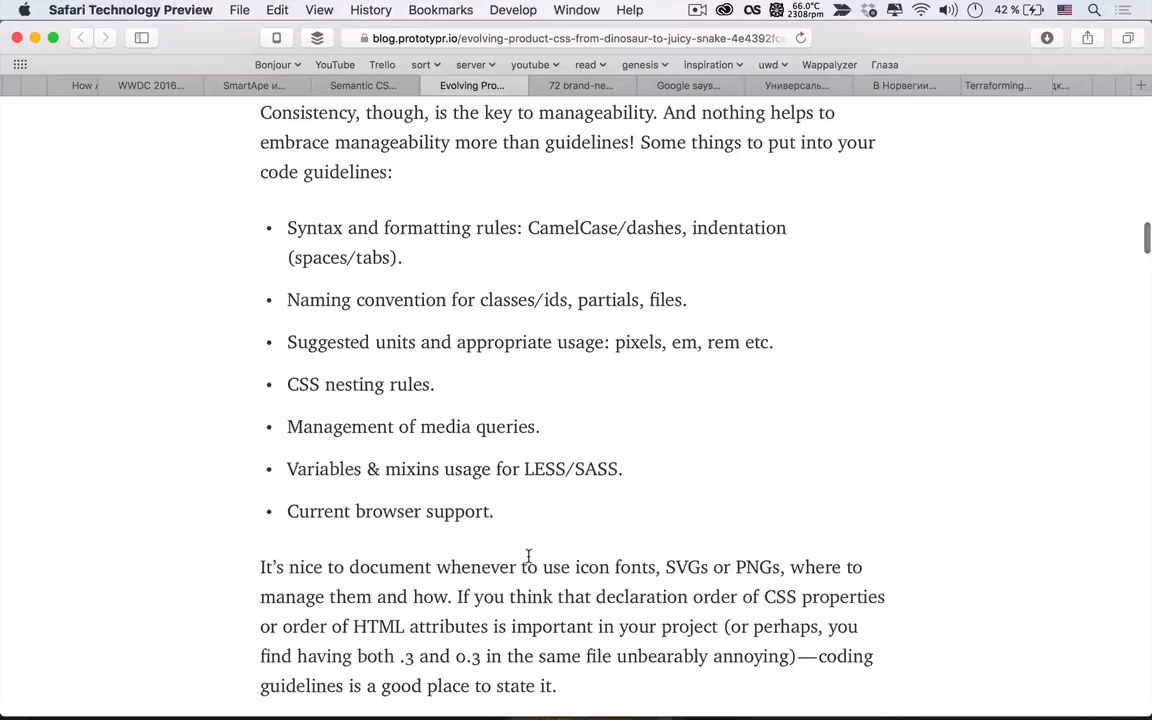 Safari Technology Preview File Edit View History Bookmarks Develop Window Help 66.0°C 2308rpm 42 %
blog.prototypr.io/evolving-product-css-from-dinosaur-to-juicy-snake-4e4392fc
Bonjour YouTube Trello sort server youtube read genesis inspiration uwd Wappalyzer Глаза
How WWDC 2016... SmartApe и... Semantic CS... Evolving Pro... 72 brand-ne... Google says... Универсаль... В Норвегии... Terraforming... дк...
Consistency, though, is the key to manageability. And nothing helps to
embrace manageability more than guidelines! Some things to put into your
code guidelines:
• Syntax and formatting rules: CamelCase/dashes, indentation
(spaces/tabs).
• Naming convention for classes/ids, partials, files.
• Suggested units and appropriate usage: pixels, em, rem etc.
• CSS nesting rules.
• Management of media queries.
• Variables & mixins usage for LESS/SASS.
• Current browser support.
It’s nice to document whenever to use icon fonts, SVGs or PNGs, where to
manage them and how. If you think that declaration order of CSS properties
or order of HTML attributes is important in your project (or perhaps, you
find having both .3 and 0.3 in the same file unbearably annoying)—coding
guidelines is a good place to state it.